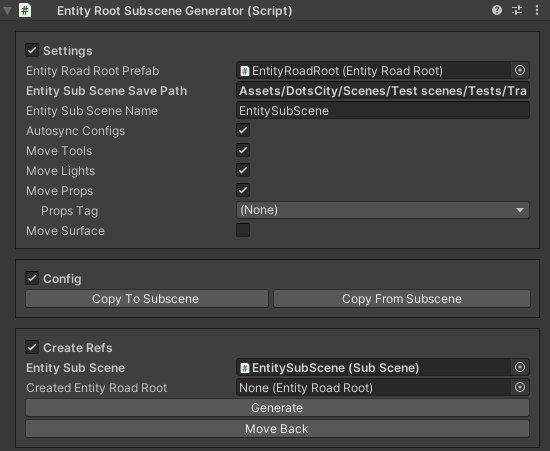 Entity Root Subscene Generator (Script)
Settings
Entity Road Root Prefab EntityRoadRoot (Entity Road Root)
Entity Sub Scene Save Path Assets/DotsCity/Scenes/Test scenes/Tests/Tra
Entity Sub Scene Name EntitySubScene
Autosync Configs
Move Tools
Move Lights
Move Props
Props Tag (None)
Move Surface
Config
Copy To Subscene Copy From Subscene
Create Refs
Entity Sub Scene EntitySubScene (Sub Scene)
Created Entity Road Root None (Entity Road Root)
Generate
Move Back